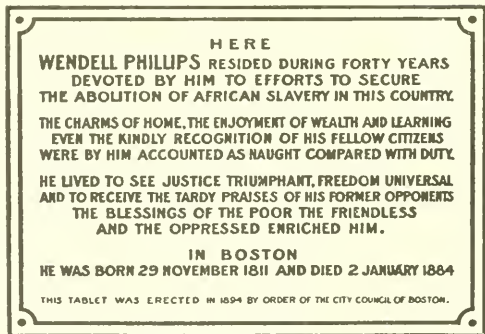 HERE
WENDELL PHILLIPS RESIDED DURING FORTY YEARS
DEVOTED BY HIM TO EFFORTS TO SECURE
THE ABOLITION OF AFRICAN SLAVERY IN THIS COUNTRY.
THE CHARMS OF HOME, THE ENJOYMENT OF WEALTH AND LEARNING
EVEN THE KINDLY RECOGNITION OF HIS FELLOW CITIZENS
WERE BY HIM ACCOUNTED AS NAUGHT COMPARED WITH DUTY.
HE LIVED TO SEE JUSTICE TRIUMPHANT, FREEDOM UNIVERSAL
AND TO RECEIVE THE TARDY PRAISES OF HIS FORMER OPPONENTS
THE BLESSINGS OF THE POOR THE FRIENDLESS
AND THE OPPRESSED ENRICHED HIM.
IN BOSTON
HE WAS BORN 29 NOVEMBER 1811 AND DIED 2 JANUARY 1884
THIS TABLET WAS ERECTED IN 1894 BY ORDER OF THE CITY COUNCIL OF BOSTON.